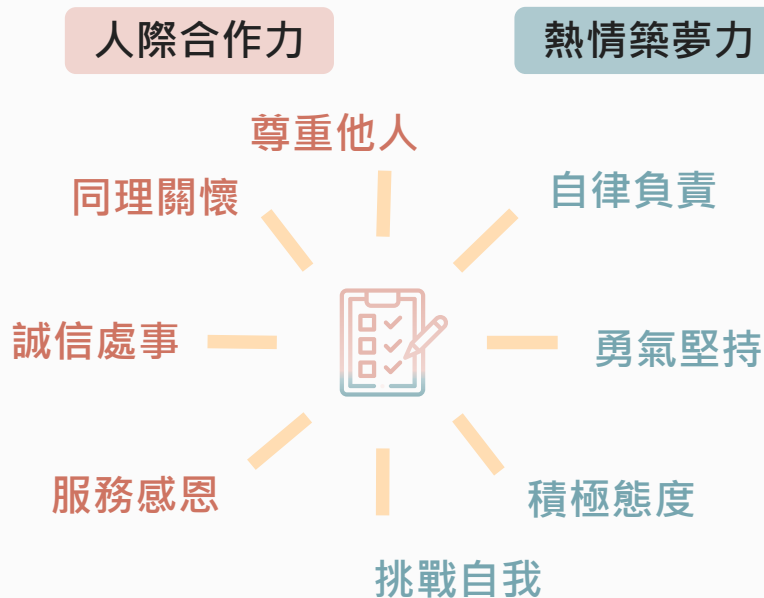 人際合作力
熱情築夢力
尊重他人
同理關懷
自律負責
誠信處事
勇氣堅持
服務感恩
積極態度
挑戰自我